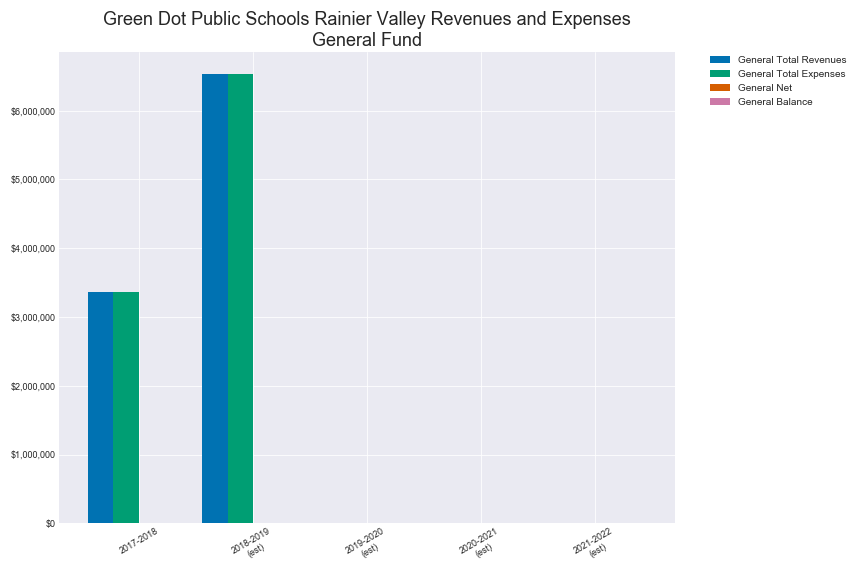 Green Dot Public Schools Rainier Valley Revenues and Expenses
General Fund
General Total Revenues
General Total Expenses
General Net
General Balance
$6,000,000
$5,000,000
$4,000,000
$3,000,000
$2,000,000
$1,000,000
$0
2017-2018
2018-2019
(est)
2019-2020
(est)
2020-2021
(est)
2021-2022
(est)